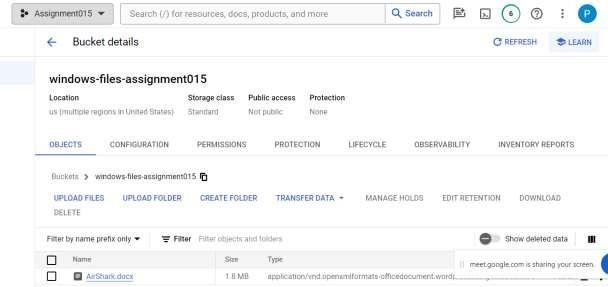 Assignment015
Search (/) for resources, docs, products, and more
Search
6
P
Bucket details
REFRESH
LEARN
windows-files-assignment015
Location Storage class Public access Protection
us (multiple regions in United States) Standard Not public None
OBJECTS CONFIGURATION PERMISSIONS PROTECTION LIFECYCLE OBSERVABILITY INVENTORY REPORTS
Buckets > windows-files-assignment015
UPLOAD FILES UPLOAD FOLDER CREATE FOLDER TRANSFER DATA MANAGE HOLDS EDIT RETENTION DOWNLOAD
DELETE
Filter by name prefix only Filter Filter objects and folders Show deleted data
Name Size Type
meet.google.com is sharing your screen.
AirShark.docx 1.8 MB application/vnd.openxmlformats-officedocument.wordp